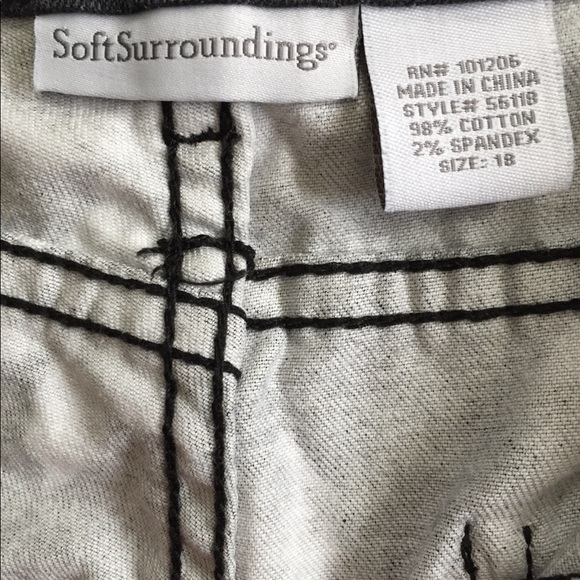 SoftSurroundings®
RN# 101206
MADE IN CHINA
STYLE# 56118
98% COTTON
2% SPANDEX
SIZE: 18